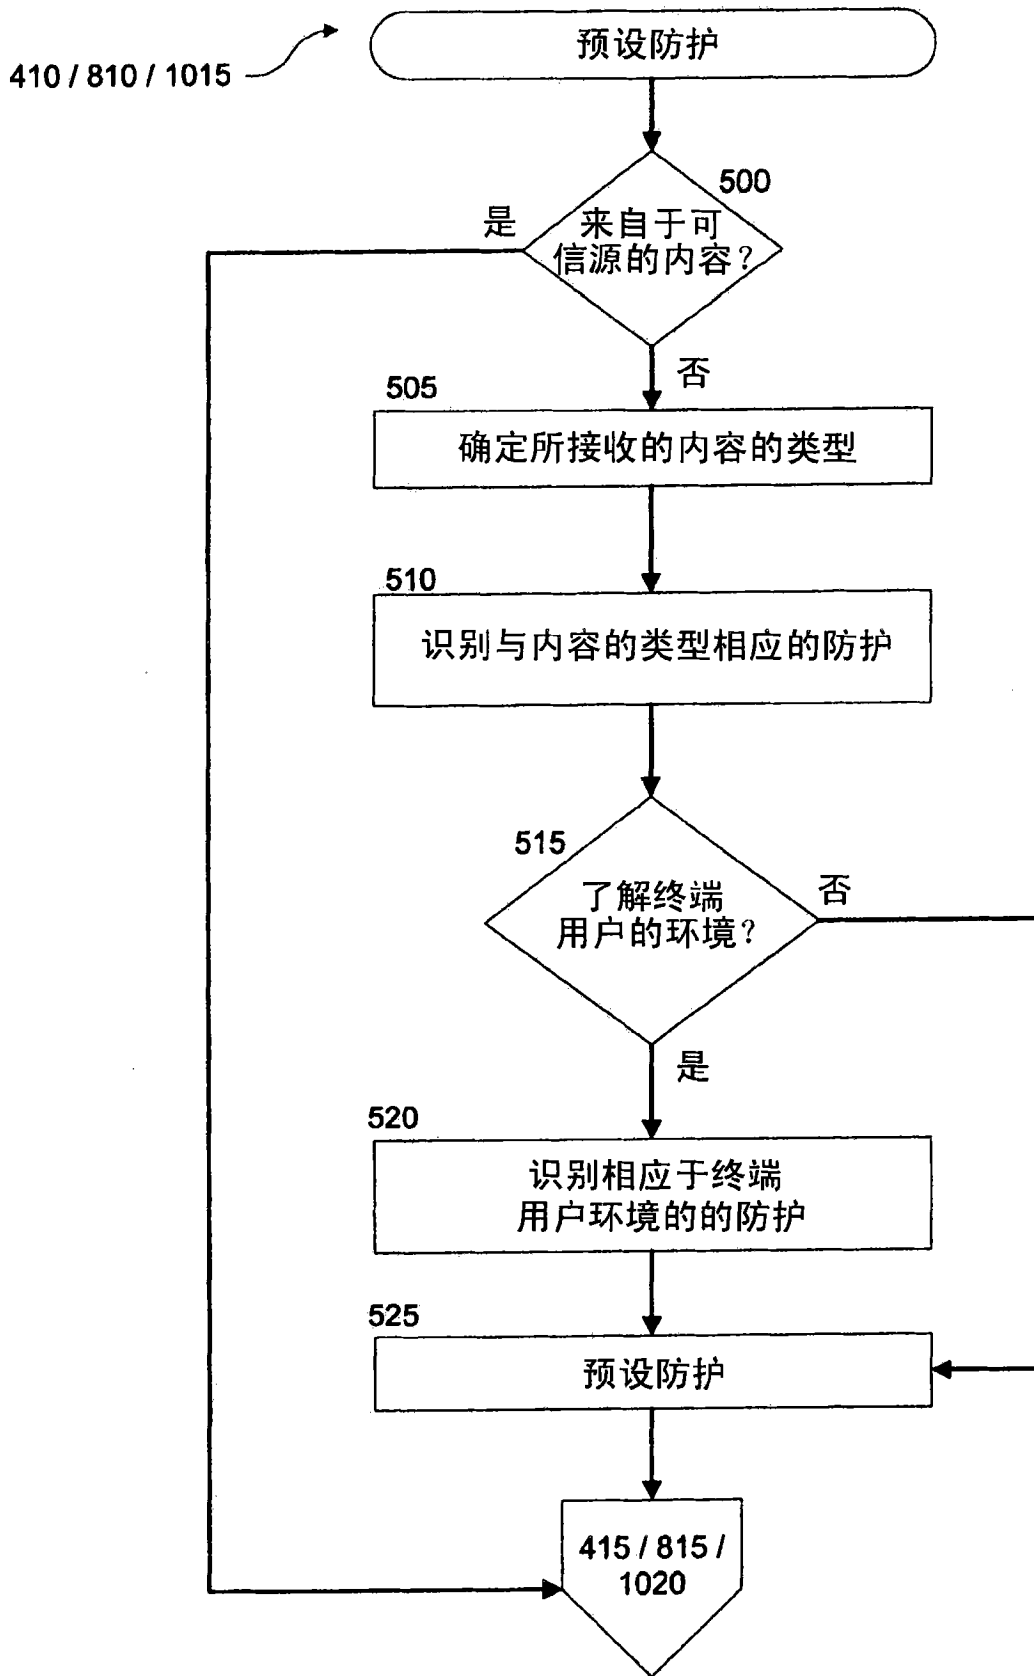 预设防护
410 / 810 / 1015
500
是
来自于可
信源的内容？
否
505
确定所接收的内容的类型
510
识别与内容的类型相应的防护
515
了解终端
用户的环境？
否
是
520
识别相应于终端
用户环境的的防护
525
预设防护
415 / 815 /
1020